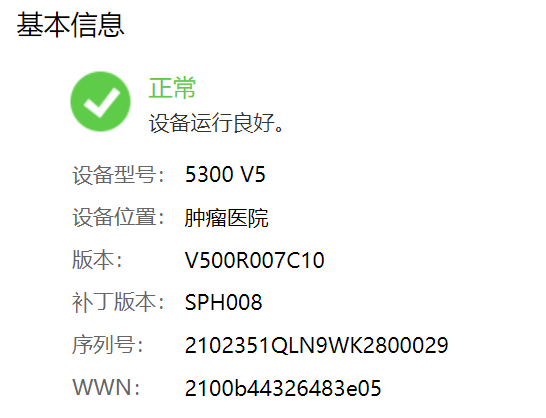 基本信息
正常
设备运行良好。
设备型号： 5300 V5
设备位置： 肿瘤医院
版本： V500R007C10
补丁版本： SPH008
序列号： 2102351QLN9WK2800029
WWN： 2100b44326483e05